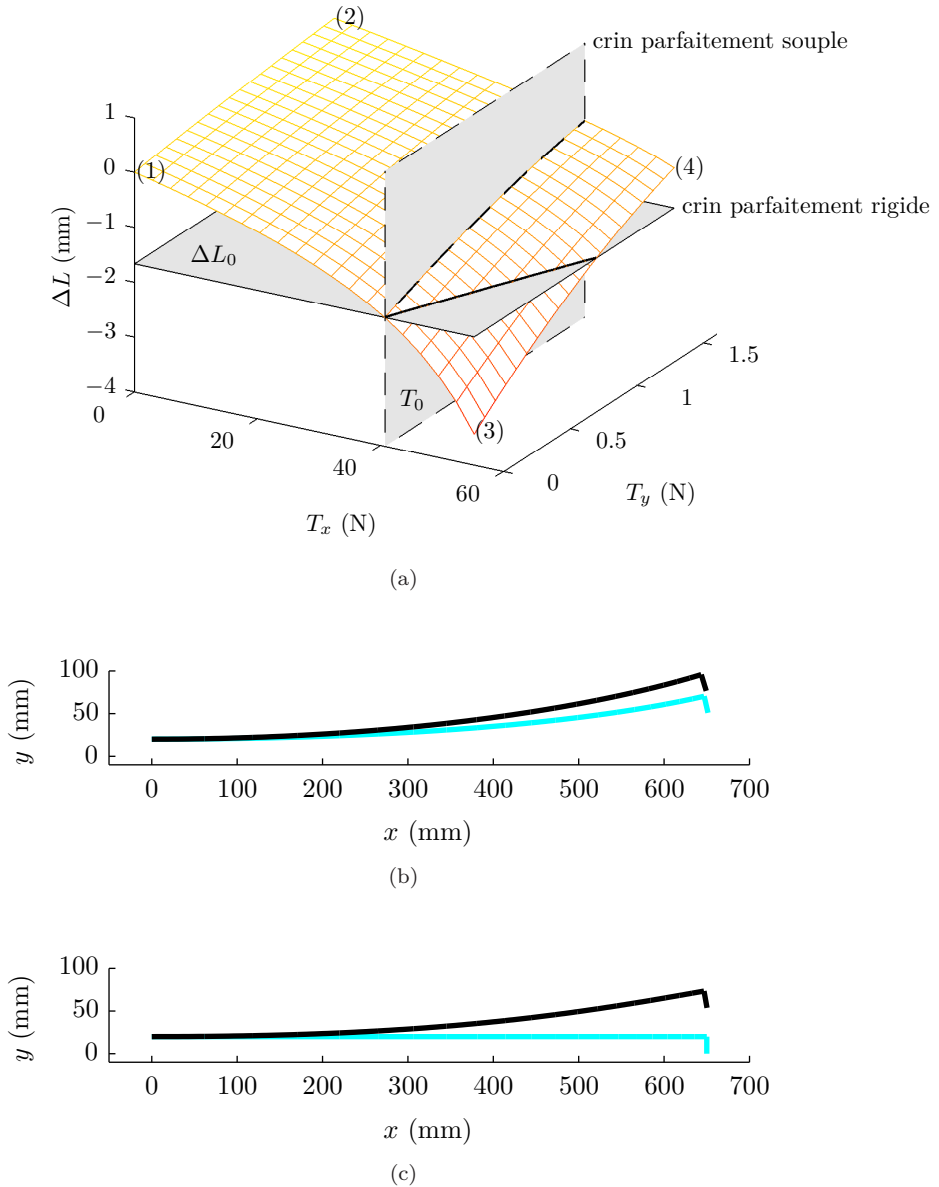 (2)
crin parfaitement souple
1
0
(1)
(4)
−1
crin parfaitement rigide
ΔL (mm)
ΔL₀
−2
−3
−4
T₀
1.5
0
(3)
1
20
0.5
40
0
60
T_y (N)
T_x (N)
(a)
100
50
0
y (mm)
0 100 200 300 400 500 600 700
x (mm)
(b)
100
50
0
y (mm)
0 100 200 300 400 500 600 700
x (mm)
(c)